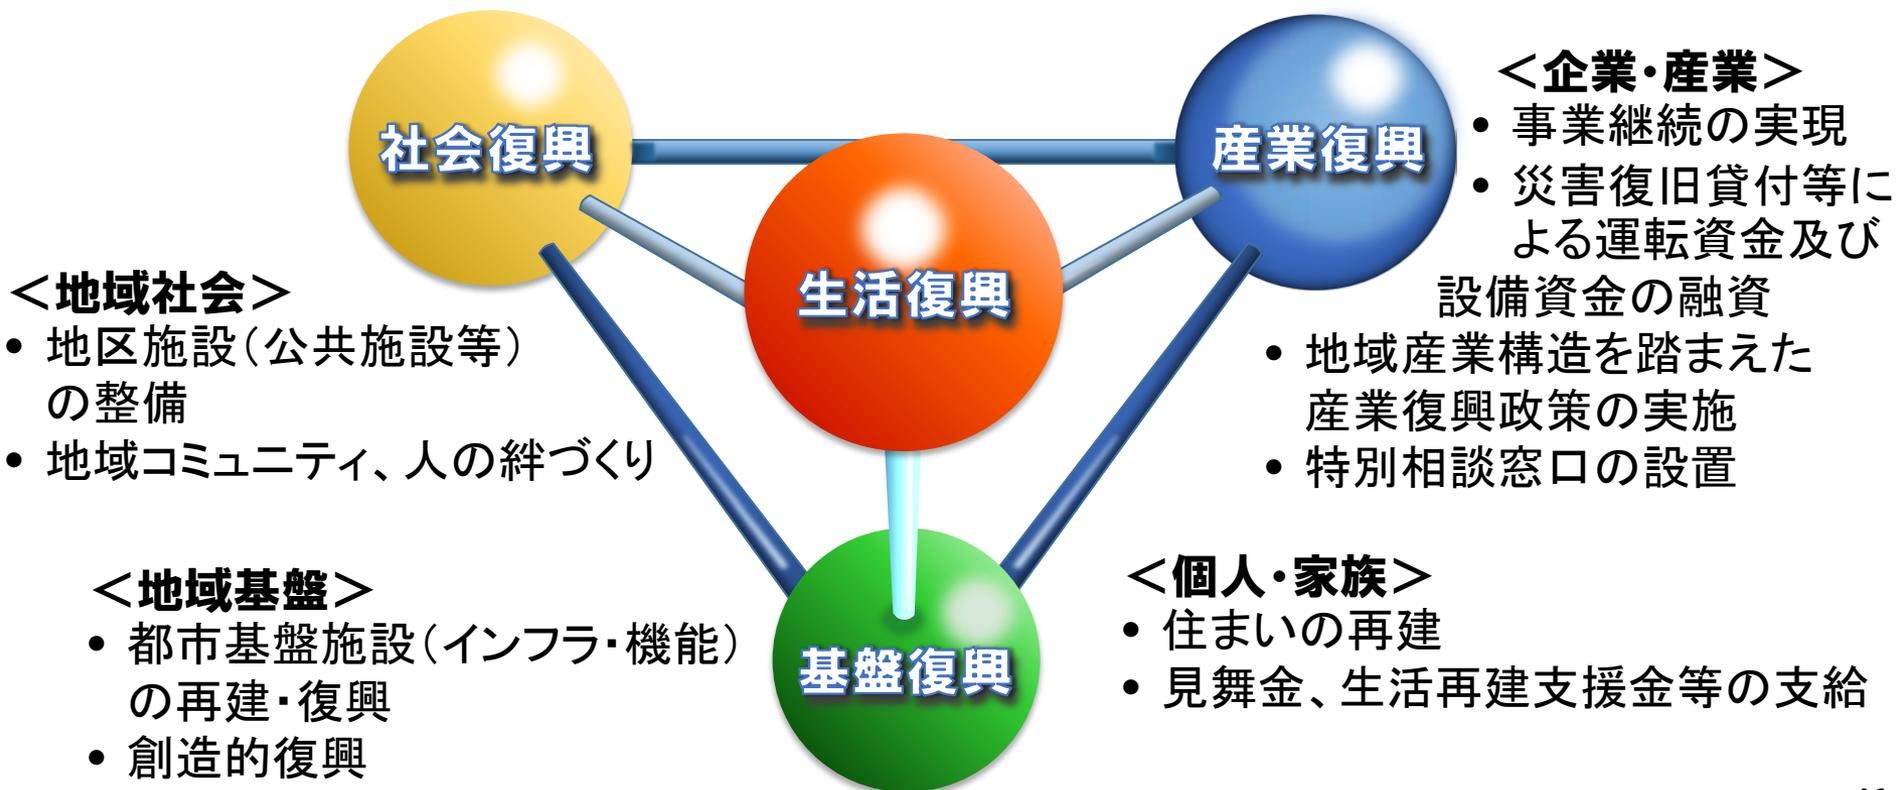 社会復興
産業復興
生活復興
基盤復興
＜企業・産業＞
• 事業継続の実現
• 災害復旧貸付等に
よる運転資金及び
設備資金の融資
• 地域産業構造を踏まえた
産業復興政策の実施
• 特別相談窓口の設置
＜地域社会＞
• 地区施設（公共施設等）
の整備
• 地域コミュニティ、人の絆づくり
＜地域基盤＞
• 都市基盤施設（インフラ・機能）
の再建・復興
• 創造的復興
＜個人・家族＞
• 住まいの再建
• 見舞金、生活再建支援金等の支給